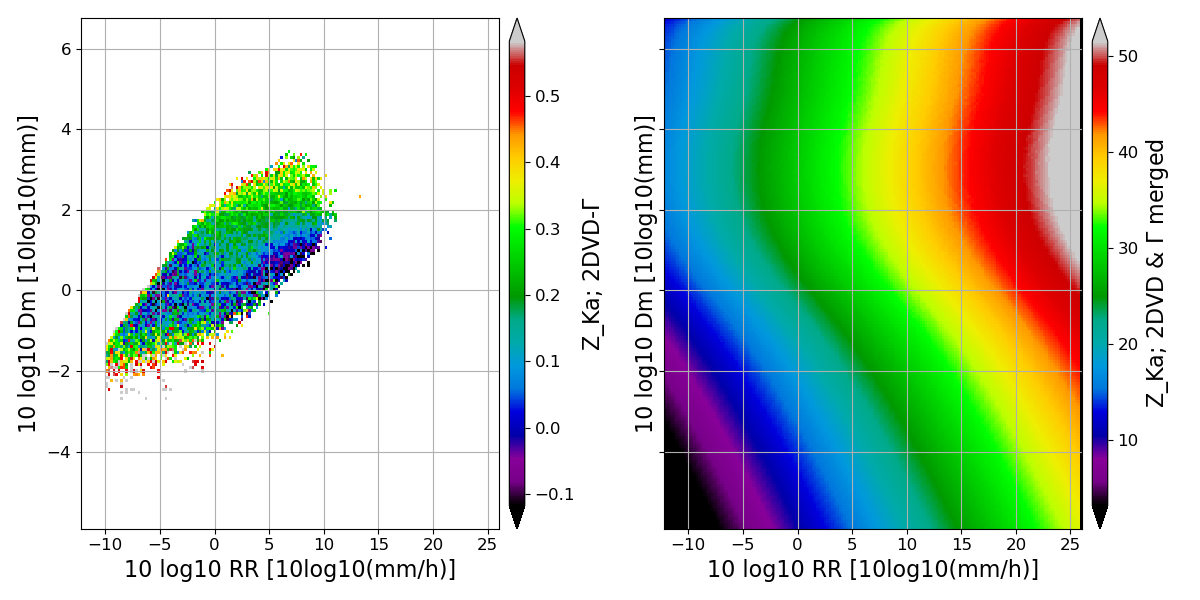 6
4
2
0
−2
−4
10 log10 Dm [10log10(mm)]
−10 −5 0 5 10 15 20 25
10 log10 RR [10log10(mm/h)]
0.5
0.4
0.3
0.2
0.1
0.0
−0.1
Z_Ka; 2DVD-Γ
10 log10 Dm [10log10(mm)]
−10 −5 0 5 10 15 20 25
10 log10 RR [10log10(mm/h)]
50
40
30
20
10
Z_Ka; 2DVD & Γ merged